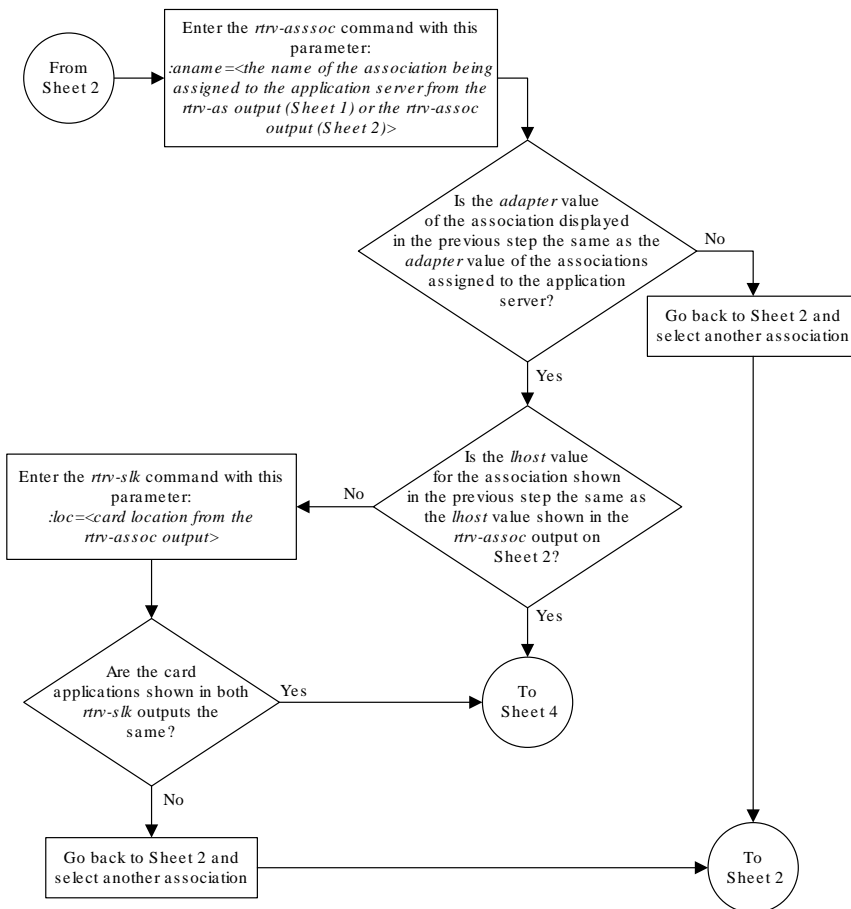 From
Sheet 2
Enter the rtrv-asssoc command with this
parameter:
:aname=<the name of the association being
assigned to the application server from the
rtrv-as output (Sheet 1) or the rtrv-assoc
output (Sheet 2)>
Is the adapter value
of the association displayed
in the previous step the same as the
adapter value of the associations
assigned to the application
server?
No
Go back to Sheet 2 and
select another association
Yes
Is the lhost value
for the association shown
in the previous step the same as
the lhost value shown in the
rtrv-assoc output on
Sheet 2?
No
Enter the rtrv-slk command with this
parameter:
:loc=<card location from the
rtrv-assoc output>
Yes
Are the card
applications shown in both
rtrv-slk outputs the
same?
Yes
To
Sheet 4
No
Go back to Sheet 2 and
select another association
To
Sheet 2